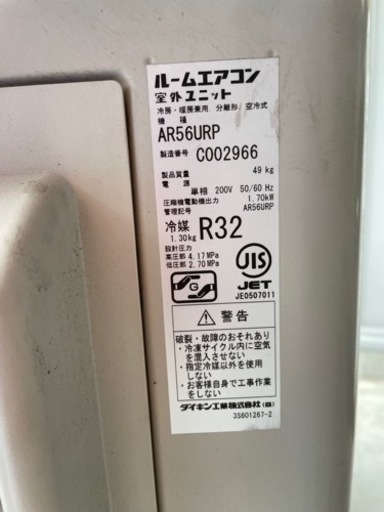 ルームエアコン
室外ユニット
冷房・暖房兼用 分離形/空冷式
機種 AR56URP
製造番号 C002966
製品質量 49 kg
電源 単相 200V 50/60 Hz
圧縮機電動機出力 1.70kW
管理記号 AR56URP
冷媒 R32
1.30kg
設計圧力
高圧部 4.17MPa
低圧部 2.70 MPa
G
JIS
JET
JE0507011
警告
破裂・故障のおそれあり
・冷凍サイクル内に空気
を混入させない
・指定冷媒以外を使用
しない
・お客様自身で工事作業
をしない
ダイキン工業株式会社(藤)
3S601267-2